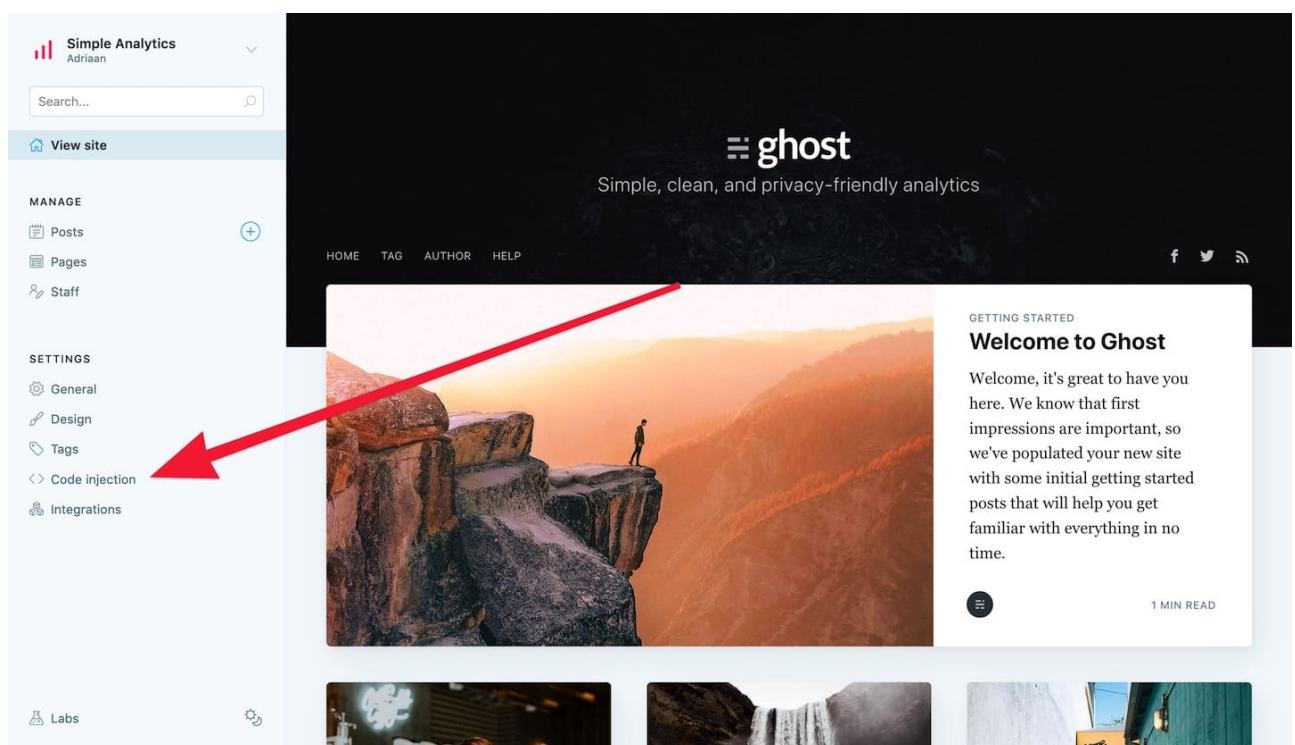 Simple Analytics
Adriaan
Search...
View site
MANAGE
Posts
Pages
Staff
SETTINGS
General
Design
Tags
Code injection
Integrations
Labs
ghost
Simple, clean, and privacy-friendly analytics
HOME TAG AUTHOR HELP
GETTING STARTED
Welcome to Ghost
Welcome, it's great to have you
here. We know that first
impressions are important, so
we've populated your new site
with some initial getting started
posts that will help you get
familiar with everything in no
time.
1 MIN READ